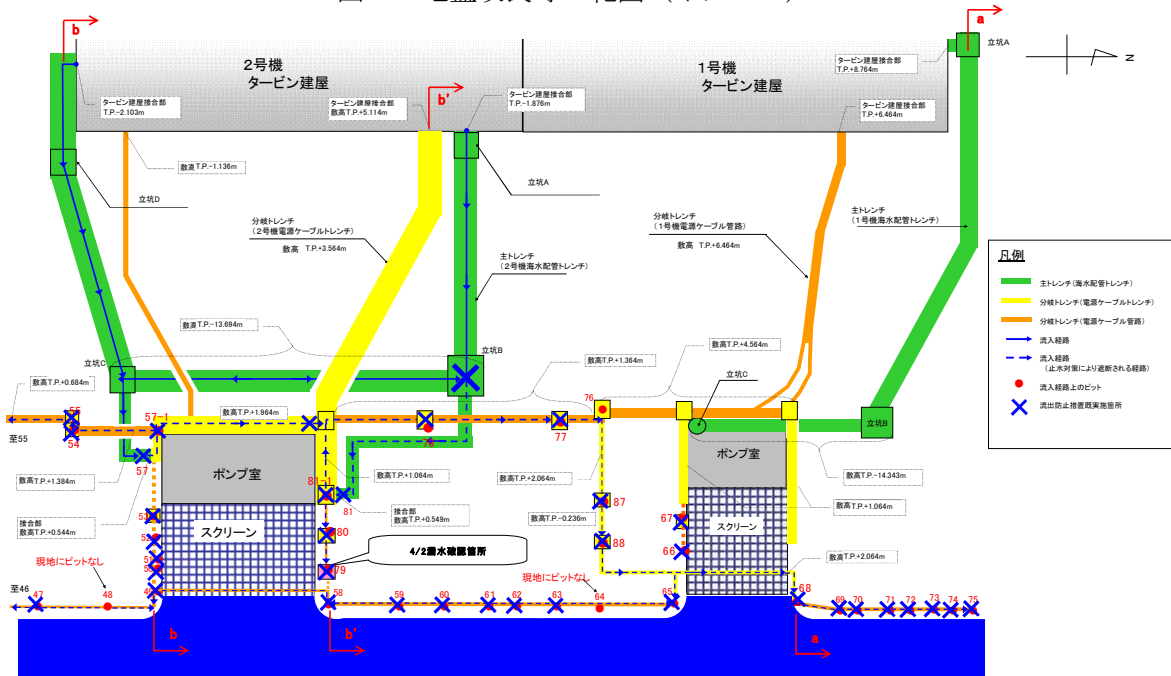 b
a
立坑A
2号機
タービン建屋
1号機
タービン建屋
タービン建屋接合部
T.P.+8.764m
N
b'
タービン建屋接合部
T.P.-2.103m
タービン建屋接合部
敷高T.P.+5.114m
タービン建屋接合部
T.P.-1.876m
タービン建屋接合部
T.P.+6.464m
敷高T.P.-1.136m
立坑D
立坑A
分岐トレンチ
(2号機電源ケーブルトレンチ)
敷高 T.P.+3.564m
分岐トレンチ
(1号機電源ケーブル管路)
敷高 T.P.+6.464m
主トレンチ
(1号機海水配管トレンチ)
主トレンチ
(2号機海水配管トレンチ)
凡例
主トレンチ(海水配管トレンチ)
分岐トレンチ(電源ケーブルトレンチ)
分岐トレンチ(電源ケーブル管路)
流入経路
流入経路
(止水対策により遮断される経路)
流入経路上のピット
流出防止措置既実施箇所
敷高T.P.-13.694m
敷高T.P.+4.564m
立坑C
立坑B
敷高T.P.+1.364m
立坑C
敷高T.P.+0.684m
55
57-1
敷高T.P.+1.964m
76
至55
54
78
77
立坑B
ポンプ室
ポンプ室
57
敷高T.P.+1.384m
敷高T.P.+1.064m
敷高T.P.+2.064m
敷高T.P.-14.343m
81-1
81
87
敷高T.P.+1.064m
接合部
敷高T.P.+0.544m
53
スクリーン
接合部
敷高T.P.+0.549m
敷高T.P.-0.236m
67
スクリーン
52
80
88
66
現地にピットなし
51
4/2漏水確認箇所
敷高T.P.+2.064m
50
79
現地にピットなし
至46
49
47
48
58
59
60
61
62
63
64
65
68
69
70
71
72
73
74
75
b
b'
a